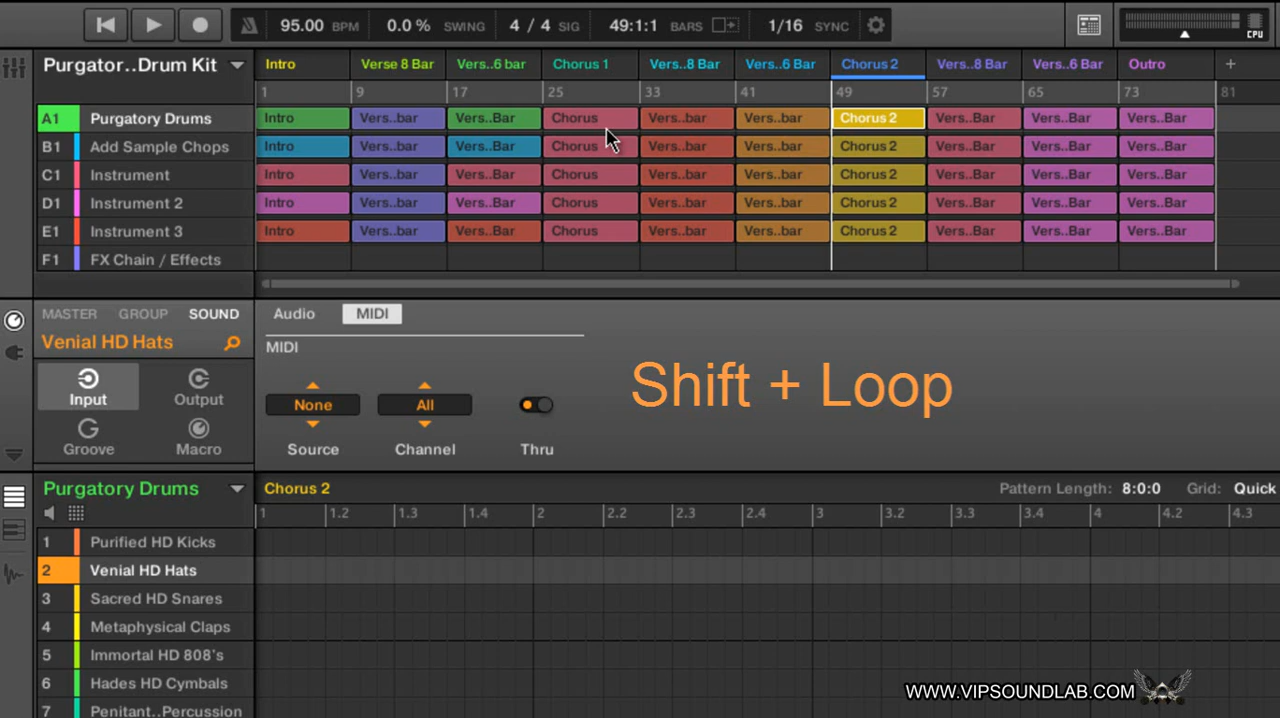 95.00 BPM 0.0 % SWING 4 / 4 SIG 49:1:1 BARS 1/16 SYNC CPU
Purgator..Drum Kit Intro Verse 8 Bar Vers..6 bar Chorus 1 Vers..8 Bar Vers..6 Bar Chorus 2 Vers..8 Bar Vers..6 Bar Outro +
1 9 17 25 33 41 49 57 65 73 81
A1 Purgatory Drums Intro Vers..bar Vers..Bar Chorus Vers..bar Vers..bar Chorus 2 Vers..Bar Vers..Bar Vers..Bar
B1 Add Sample Chops Intro Vers..bar Vers..Bar Chorus Vers..bar Vers..bar Chorus 2 Vers..Bar Vers..Bar Vers..Bar
C1 Instrument Intro Vers..bar Vers..Bar Chorus Vers..bar Vers..bar Chorus 2 Vers..Bar Vers..Bar Vers..Bar
D1 Instrument 2 Intro Vers..bar Vers..Bar Chorus Vers..bar Vers..bar Chorus 2 Vers..Bar Vers..Bar Vers..Bar
E1 Instrument 3 Intro Vers..bar Vers..Bar Chorus Vers..bar Vers..bar Chorus 2 Vers..Bar Vers..Bar Vers..Bar
F1 FX Chain / Effects
MASTER GROUP SOUND Audio MIDI
Venial HD Hats MIDI
Shift + Loop
Input Output None All
Groove Macro Source Channel Thru
Purgatory Drums Chorus 2 Pattern Length: 8:0:0 Grid: Quick
1 1.2 1.3 1.4 2 2.2 2.3 2.4 3 3.2 3.3 3.4 4 4.2 4.3
1 Purified HD Kicks
2 Venial HD Hats
3 Sacred HD Snares
4 Metaphysical Claps
5 Immortal HD 808's
6 Hades HD Cymbals
7 Penitant..Percussion
WWW.VIPSOUNDLAB.COM